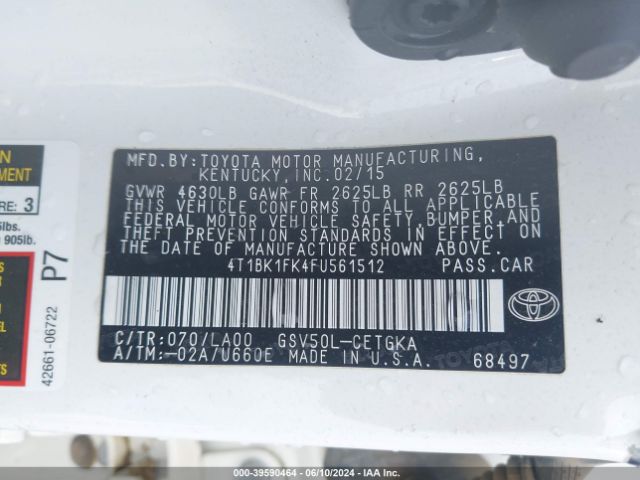 MFD.BY: TOYOTA MOTOR MANUFACTURING,
KENTUCKY, INC.02/15
GVWR 4630LB GAWR FR 2625LB RR 2625LB
THIS VEHICLE CONFORMS TO ALL APPLICABLE
FEDERAL MOTOR VEHICLE SAFETY, BUMPER, AND
THEFT PREVENTION STANDARDS IN EFFECT ON
THE DATE OF MANUFACTURE SHOWN ABOVE.
4T1BK1FK4FU561512 PASS.CAR
C/TR:070/LA00 GSV50L-CETGKA
A/TM:-02A/U660E MADE IN U.S.A. 68497
TOYOTA
3
905lb.
P7
42661-06722
000-39590464 - 06/10/2024 - IAAI.COM